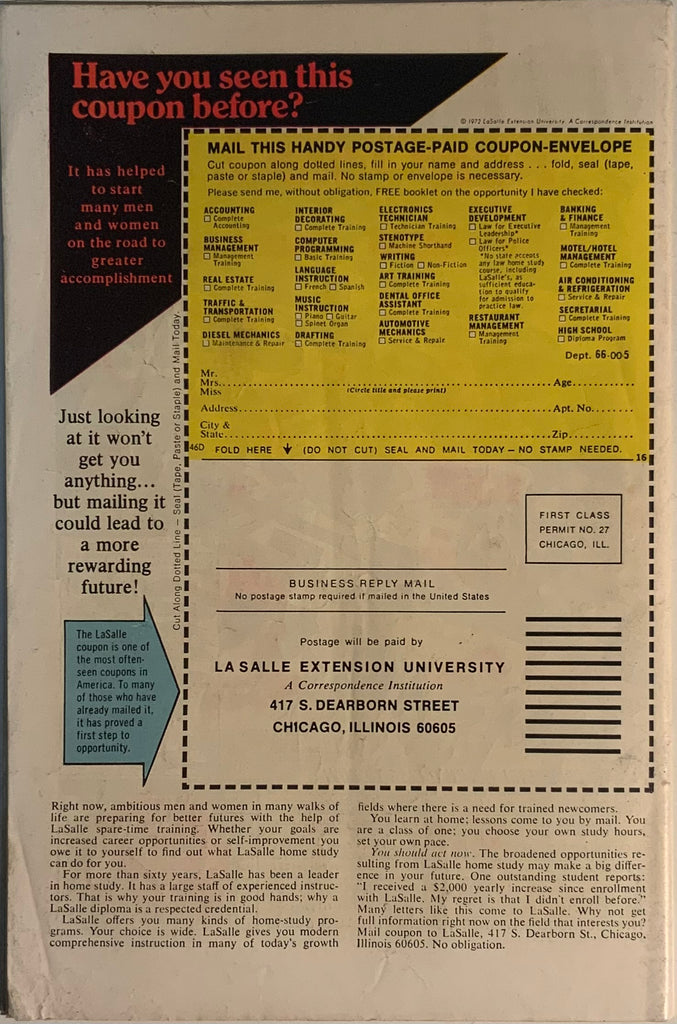 Have you seen this
coupon before?
© 1972 LaSalle Extension University, A Correspondence Institution
It has helped
to start
many men
and women
on the road to
greater
accomplishment
MAIL THIS HANDY POSTAGE-PAID COUPON-ENVELOPE
Cut coupon along dotted lines, fill in your name and address . . . fold, seal (tape,
paste or staple) and mail. No stamp or envelope is necessary.
Please send me, without obligation, FREE booklet on the opportunity I have checked:
ACCOUNTING
☐ Complete
Accounting
BUSINESS
MANAGEMENT
☐ Management
Training
REAL ESTATE
☐ Complete Training
TRAFFIC &
TRANSPORTATION
☐ Complete Training
DIESEL MECHANICS
☐ Maintenance & Repair
INTERIOR
DECORATING
☐ Complete Training
COMPUTER
PROGRAMMING
☐ Basic Training
LANGUAGE
INSTRUCTION
☐ French ☐ Spanish
MUSIC
INSTRUCTION
☐ Piano ☐ Guitar
☐ Spinet Organ
DRAFTING
☐ Complete Training
ELECTRONICS
TECHNICIAN
☐ Technician Training
STENOTYPE
☐ Machine Shorthand
WRITING
☐ Fiction ☐ Non-Fiction
ART TRAINING
☐ Complete Training
DENTAL OFFICE
ASSISTANT
☐ Complete Training
AUTOMOTIVE
MECHANICS
☐ Service & Repair
EXECUTIVE
DEVELOPMENT
☐ Law for Executive
Leadership*
☐ Law for Police
Officers*
*No state accepts
any law home study
course, including
LaSalle's, as
sufficient educa-
tion to qualify
for admission to
practice law.
RESTAURANT
MANAGEMENT
☐ Management
Training
BANKING
& FINANCE
☐ Management
Training
MOTEL/HOTEL
MANAGEMENT
☐ Complete Training
AIR CONDITIONING
& REFRIGERATION
☐ Service & Repair
SECRETARIAL
☐ Complete Training
HIGH SCHOOL
☐ Diploma Program
Dept. 66-005
Mr.
Mrs. Age
Miss (Circle title and please print)
Address Apt. No.
City &
State Zip
46D FOLD HERE (DO NOT CUT) SEAL AND MAIL TODAY – NO STAMP NEEDED.
16
Cut Along Dotted Line – Seal (Tape, Paste or Staple) and Mail Today.
Just looking
at it won't
get you
anything...
but mailing it
could lead to
a more
rewarding
future!
The LaSalle
coupon is one of
the most often-
seen coupons in
America. To many
of those who have
already mailed it,
it has proved a
first step to
opportunity.
FIRST CLASS
PERMIT NO. 27
CHICAGO, ILL.
BUSINESS REPLY MAIL
No postage stamp required if mailed in the United States
Postage will be paid by
LA SALLE EXTENSION UNIVERSITY
A Correspondence Institution
417 S. DEARBORN STREET
CHICAGO, ILLINOIS 60605
Right now, ambitious men and women in many walks of
life are preparing for better futures with the help of
LaSalle spare-time training. Whether your goals are
increased career opportunities or self-improvement you
owe it to yourself to find out what LaSalle home study
can do for you.
For more than sixty years, LaSalle has been a leader
in home study. It has a large staff of experienced instruc-
tors. That is why your training is in good hands; why a
LaSalle diploma is a respected credential.
LaSalle offers you many kinds of home-study pro-
grams. Your choice is wide. LaSalle gives you modern
comprehensive instruction in many of today's growth
fields where there is a need for trained newcomers.
You learn at home; lessons come to you by mail. You
are a class of one; you choose your own study hours,
set your own pace.
You should act now. The broadened opportunities re-
sulting from LaSalle home study may make a big differ-
ence in your future. One outstanding student reports:
"I received a $2,000 yearly increase since enrollment
with LaSalle. My regret is that I didn't enroll before."
Many letters like this come to LaSalle. Why not get
full information right now on the field that interests you?
Mail coupon to LaSalle, 417 S. Dearborn St., Chicago,
Illinois 60605. No obligation.